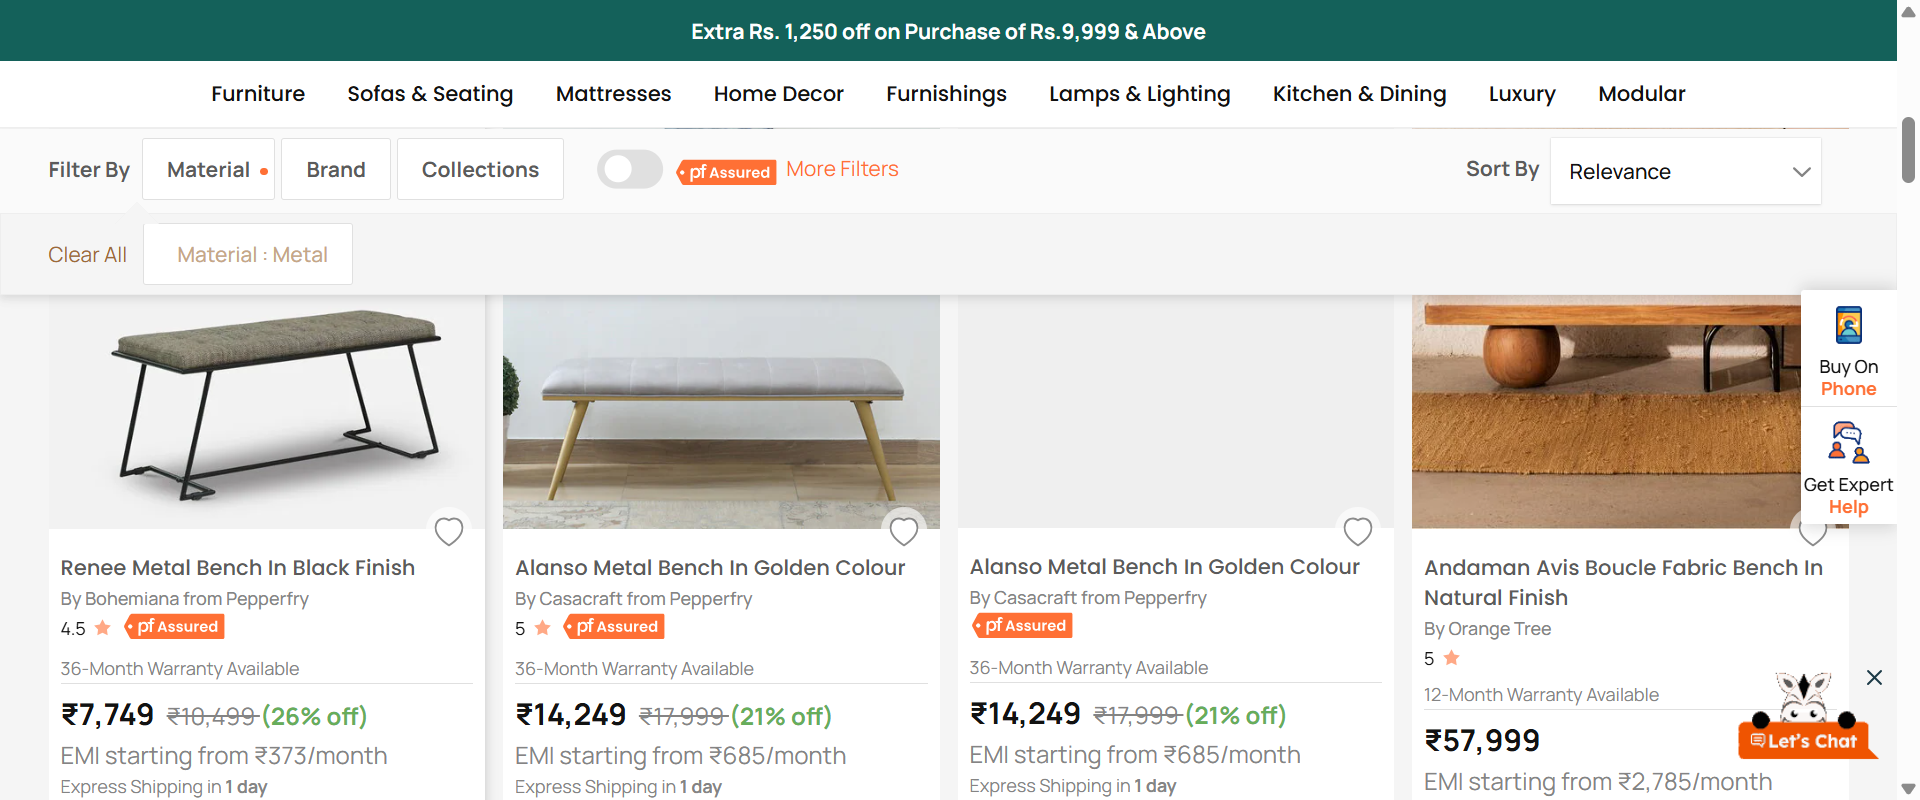 Extra Rs. 1,250 off on Purchase of Rs.9,999 & Above
Furniture Sofas & Seating Mattresses Home Decor Furnishings Lamps & Lighting Kitchen & Dining Luxury Modular
Filter By Material Brand Collections pf Assured More Filters Sort By Relevance
Clear All Material : Metal
Buy On
Phone
Get Expert
Help
Renee Metal Bench In Black Finish
By Bohemiana from Pepperfry
4.5 pf Assured
36-Month Warranty Available
₹7,749 ₹10,499 (26% off)
EMI starting from ₹373/month
Express Shipping in 1 day
Alanso Metal Bench In Golden Colour
By Casacraft from Pepperfry
5 pf Assured
36-Month Warranty Available
₹14,249 ₹17,999 (21% off)
EMI starting from ₹685/month
Express Shipping in 1 day
Alanso Metal Bench In Golden Colour
By Casacraft from Pepperfry
pf Assured
36-Month Warranty Available
₹14,249 ₹17,999 (21% off)
EMI starting from ₹685/month
Express Shipping in 1 day
Andaman Avis Boucle Fabric Bench In
Natural Finish
By Orange Tree
5
12-Month Warranty Available
₹57,999
EMI starting from ₹2,785/month
Let's Chat